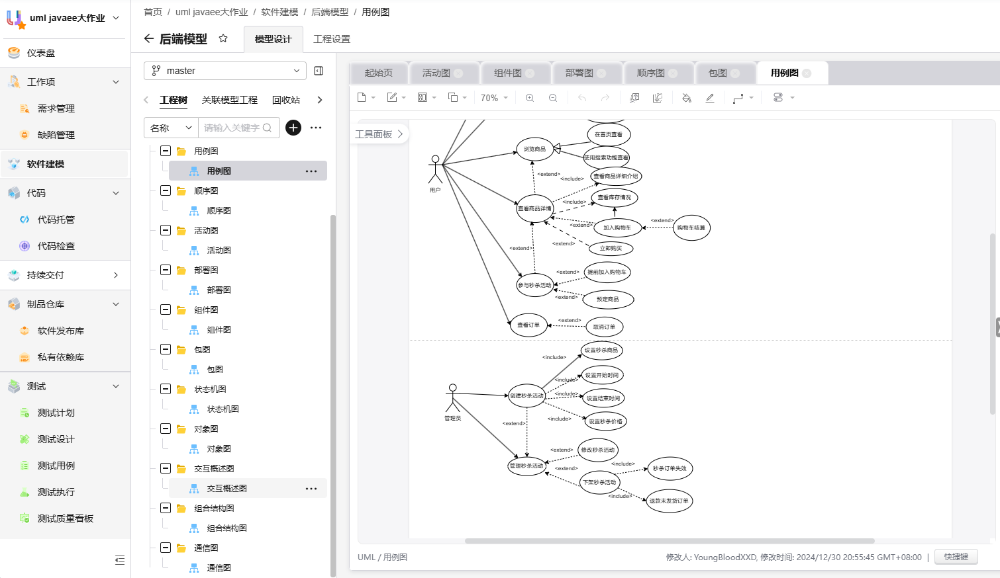 uml javaee大作业
仪表盘
工作项
需求管理
缺陷管理
软件建模
代码
代码托管
代码检查
持续交付
制品仓库
软件发布库
私有依赖库
测试
测试计划
测试设计
测试用例
测试执行
测试质量看板
首页 / uml javaee大作业 / 软件建模 / 后端模型 / 用例图
后端模型
模型设计
工程设置
master
工程树
关联模型工程
回收站
名称
请输入关键字
用例图
用例图
顺序图
顺序图
活动图
活动图
部署图
部署图
组件图
组件图
包图
包图
状态机图
状态机图
对象图
对象图
交互概述图
交互概述图
组合结构图
组合结构图
通信图
通信图
起始页
活动图
组件图
部署图
顺序图
包图
用例图
70%
工具面板
在首页查看
浏览商品
使用搜索功能查看
<extend>
<include>
查看商品详细介绍
用户
查看库存情况
<include>
查看商品详情
<extend>
<extend>
加入购物车
购物车结算
<extend>
<extend>
立即购买
<extend>
提前加入购物车
参与秒杀活动
<extend>
预定商品
查看订单
<extend>
取消订单
设置秒杀商品
<include>
设置开始时间
<include>
创建秒杀活动
<include>
设置结束时间
管理员
<include>
设置秒杀价格
<extend>
<extend>
修改秒杀活动
管理秒杀活动
<include>
<extend>
秒杀订单失效
下架秒杀活动
<include>
退款未发货订单
UML / 用例图
修改人: YoungBloodXXD, 修改时间: 2024/12/30 20:55:45 GMT+08:00 |
快捷键